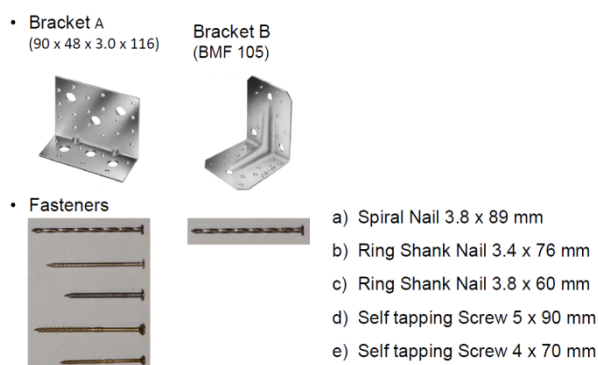 • Bracket A
(90 x 48 x 3.0 x 116)
Bracket B
(BMF 105)
• Fasteners
a) Spiral Nail 3.8 x 89 mm
b) Ring Shank Nail 3.4 x 76 mm
c) Ring Shank Nail 3.8 x 60 mm
d) Self tapping Screw 5 x 90 mm
e) Self tapping Screw 4 x 70 mm